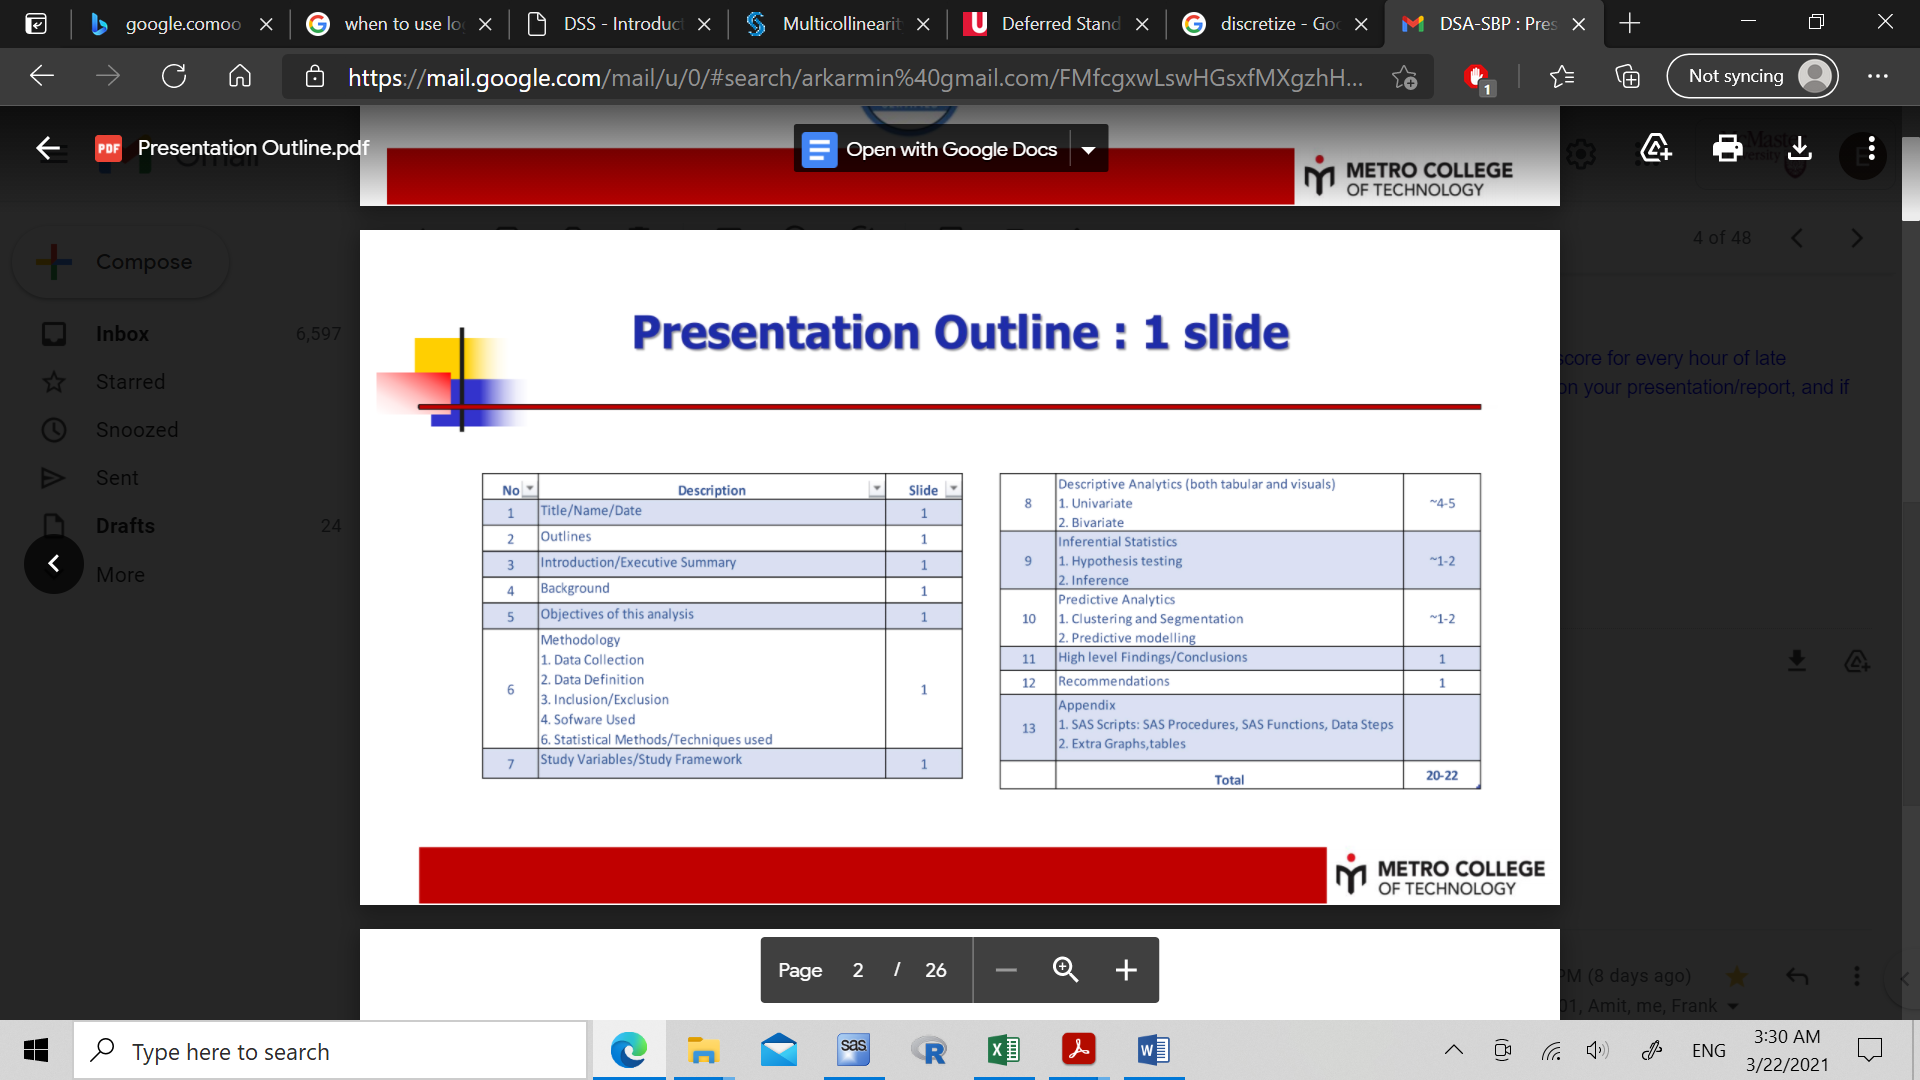 google.comoo
when to use lo
DSS - Introduct
Multicollinearit
Deferred Stand
discretize - Goo
DSA-SBP : Pres
https://mail.google.com/mail/u/0/#search/arkarmin%40gmail.com/FMfcgxwLswHGsxfMXgzhH...
1
Not syncing
PDF
Presentation Outline.pdf
Open with Google Docs
METRO COLLEGE
OF TECHNOLOGY
Compose
4 of 48
Inbox 6,597
Starred
Snoozed
Sent
Drafts 24
More
score for every hour of late
on your presentation/report, and if
Presentation Outline : 1 slide
No Description Slide
1 Title/Name/Date 1
2 Outlines 1
3 Introduction/Executive Summary 1
4 Background 1
5 Objectives of this analysis 1
Methodology
1. Data Collection
2. Data Definition
3. Inclusion/Exclusion
4. Sofware Used
6. Statistical Methods/Techniques used
6 1
7 Study Variables/Study Framework 1
Descriptive Analytics (both tabular and visuals)
8 1. Univariate ~4-5
2. Bivariate
Inferential Statistics
9 1. Hypothesis testing ~1-2
2. Inference
Predictive Analytics
10 1. Clustering and Segmentation ~1-2
2. Predictive modelling
11 High level Findings/Conclusions 1
12 Recommendations 1
Appendix
13 1. SAS Scripts: SAS Procedures, SAS Functions, Data Steps
2. Extra Graphs,tables
Total 20-22
METRO COLLEGE
OF TECHNOLOGY
Page 2 / 26
PM (8 days ago)
01, Amit, me, Frank
Type here to search
sas
ENG
3:30 AM
3/22/2021